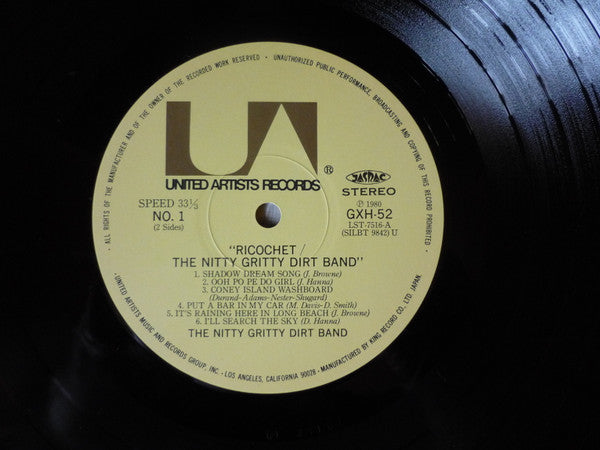 · ALL RIGHTS OF THE MANUFACTURER AND OF THE OWNER OF THE RECORDED WORK RESERVED · UNAUTHORIZED PUBLIC PERFORMANCE, BROADCASTING AND COPYING OF THIS RECORD PROHIBITED
UA
®
UNITED ARTISTS RECORDS
JASRAC
STEREO
SPEED 33⅓
NO. 1
(2 Sides)
Ⓟ 1980
GXH-52
LST-7516-A
(SILBT 9842) U
"RICOCHET /
THE NITTY GRITTY DIRT BAND"
1. SHADOW DREAM SONG (J. Browne)
2. OOH PO PE DO GIRL (J. Hanna)
3. CONEY ISLAND WASHBOARD
(Durand-Adams-Nester-Shugard)
4. PUT A BAR IN MY CAR (M. Davis-D. Smith)
5. IT'S RAINING HERE IN LONG BEACH (J. Browne)
6. I'LL SEARCH THE SKY (D. Hanna)
THE NITTY GRITTY DIRT BAND
UNITED ARTISTS MUSIC AND RECORDS GROUP, INC. · LOS ANGELES, CALIFORNIA 90028 · MANUFACTURED BY KING RECORD CO. LTD. JAPAN.